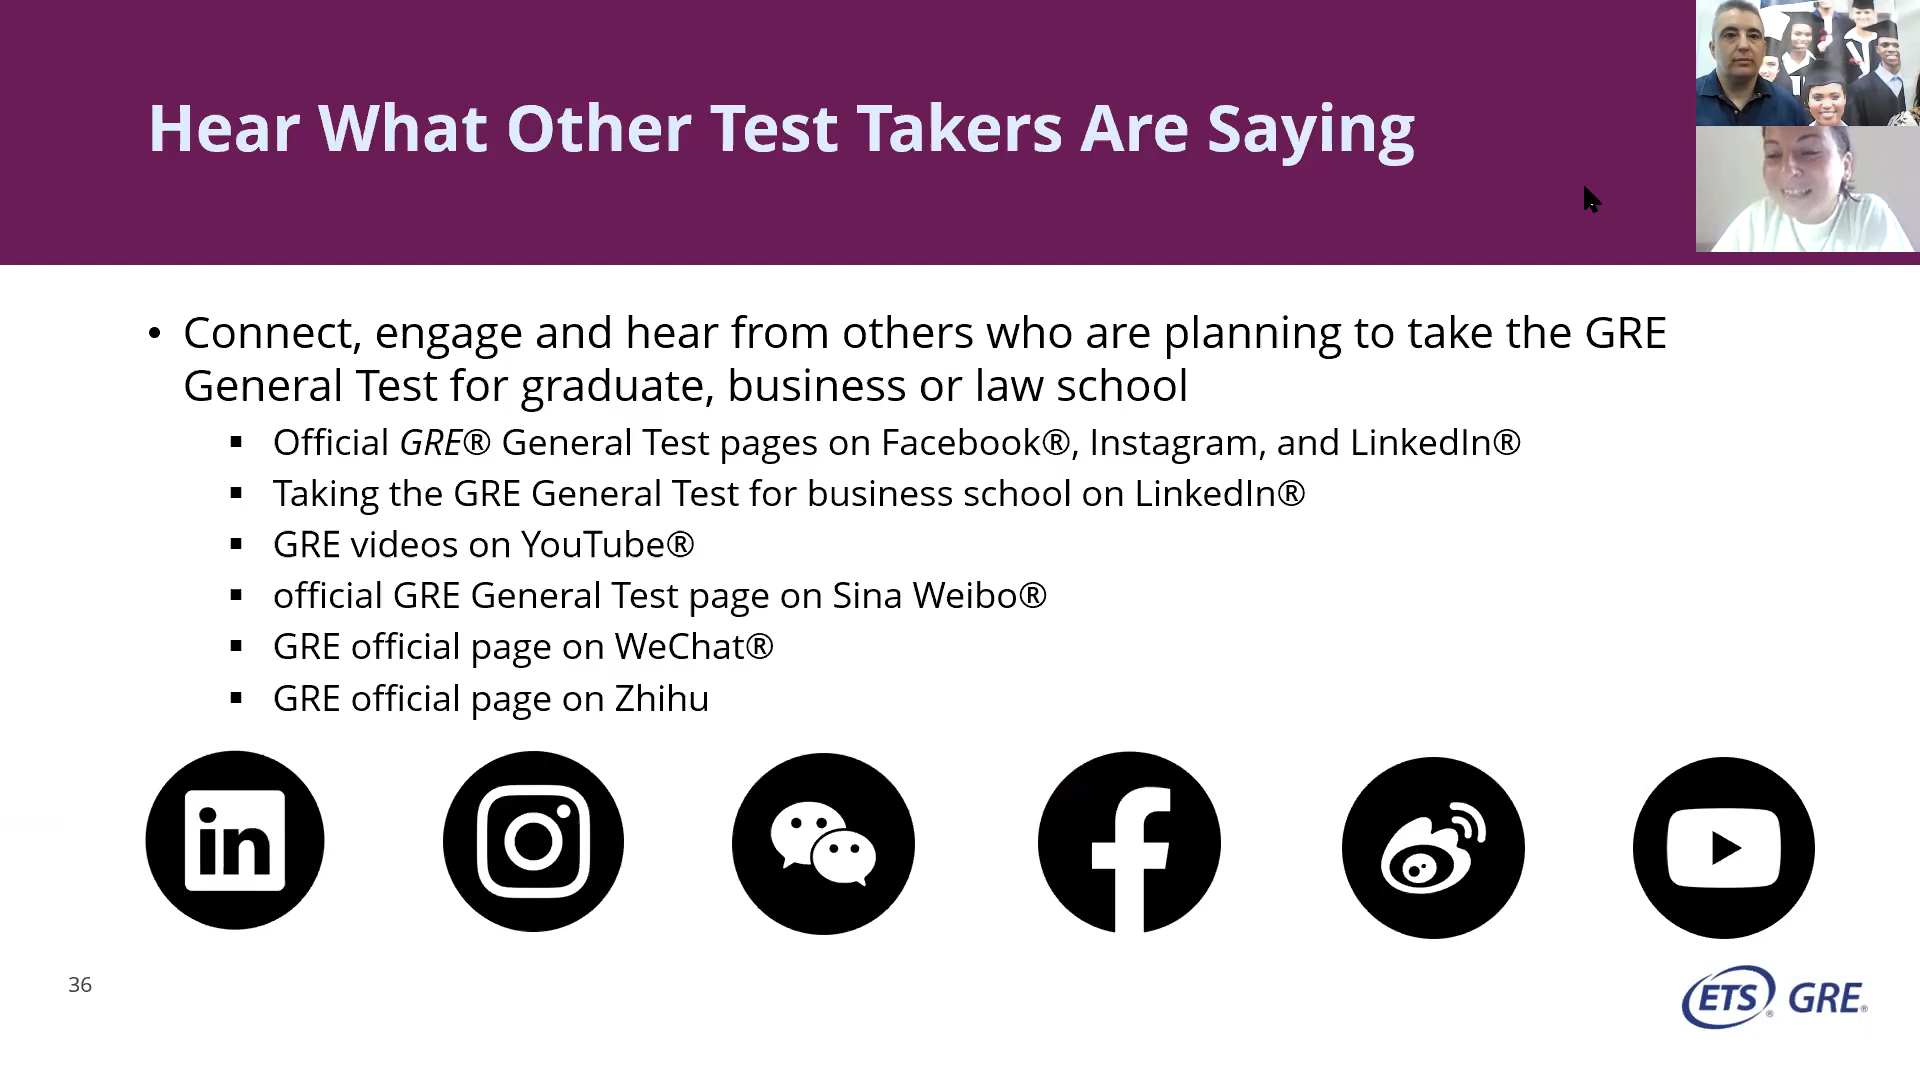 Hear What Other Test Takers Are Saying
• Connect, engage and hear from others who are planning to take the GRE
General Test for graduate, business or law school
▪ Official GRE® General Test pages on Facebook®, Instagram, and LinkedIn®
▪ Taking the GRE General Test for business school on LinkedIn®
▪ GRE videos on YouTube®
▪ official GRE General Test page on Sina Weibo®
▪ GRE official page on WeChat®
▪ GRE official page on Zhihu
in
36
ETS® GRE®